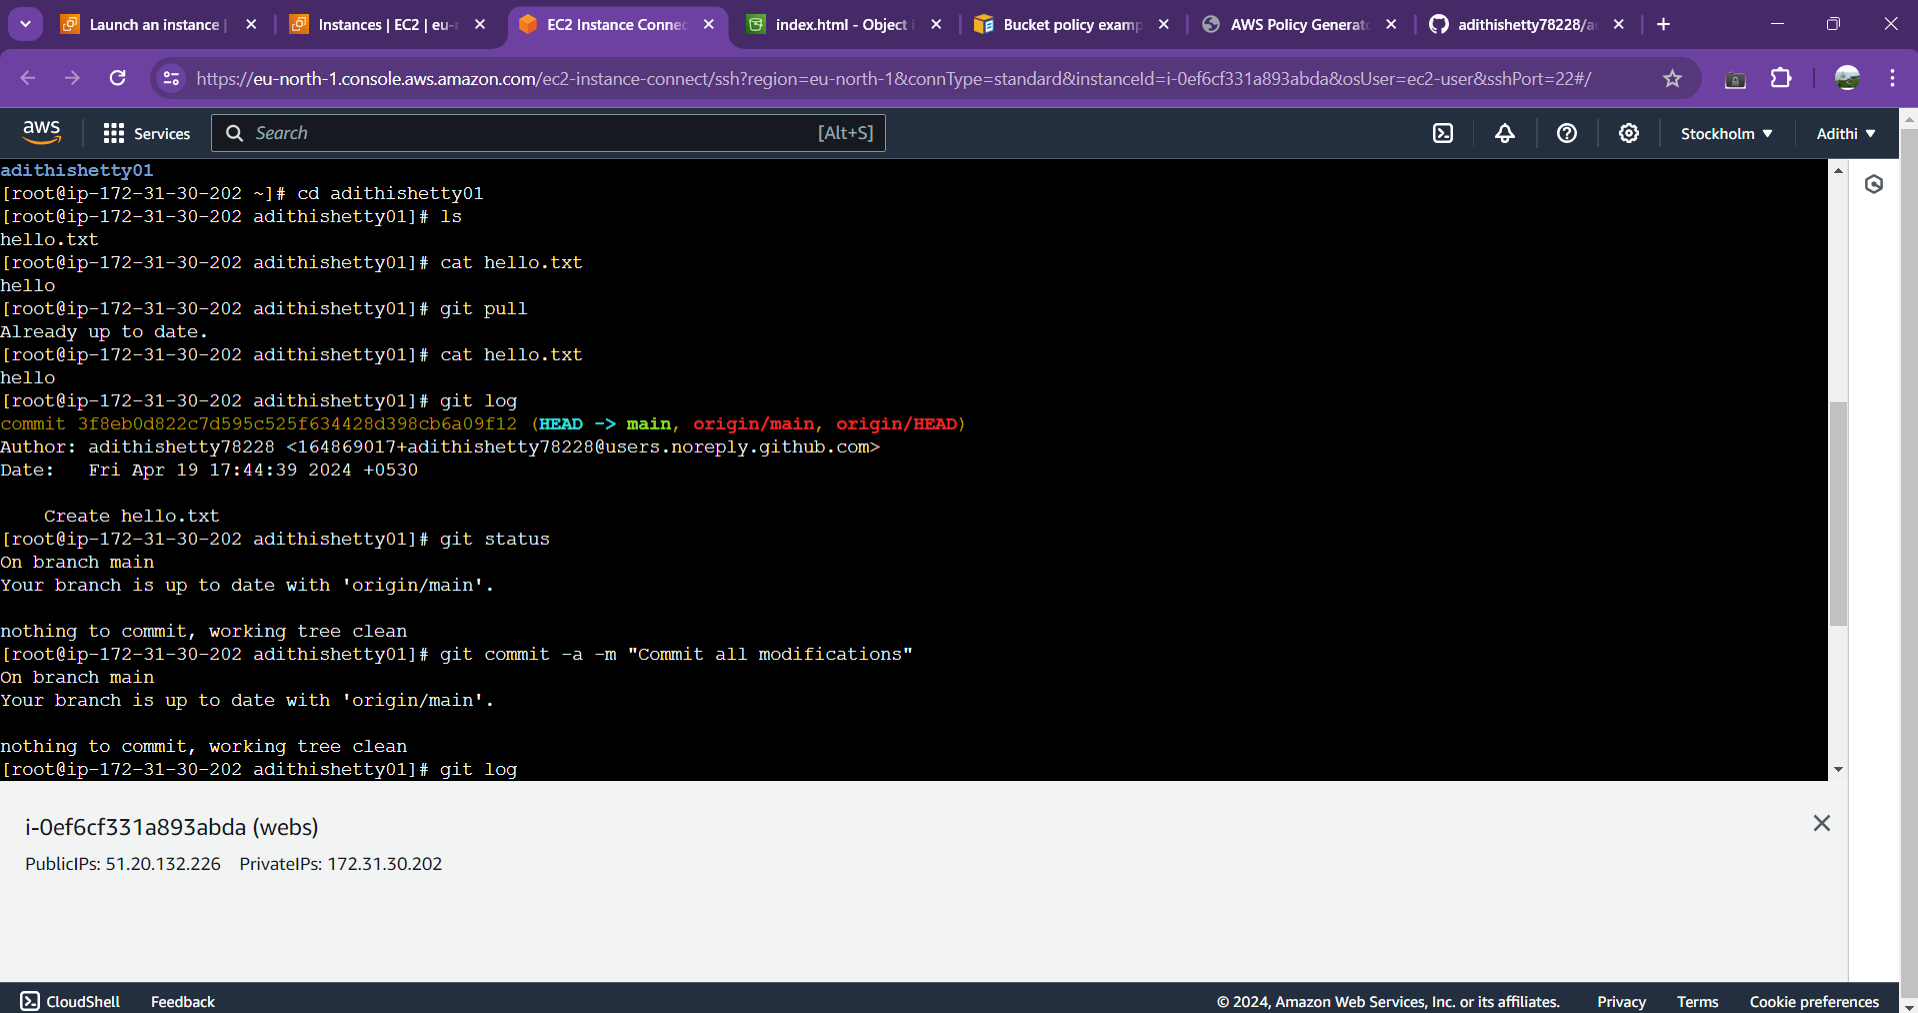 Launch an instance |
Instances | EC2 | eu-
EC2 Instance Connec
index.html - Object
Bucket policy examp
AWS Policy Generat
adithishetty78228/a
https://eu-north-1.console.aws.amazon.com/ec2-instance-connect/ssh?region=eu-north-1&connType=standard&instanceId=i-0ef6cf331a893abda&osUser=ec2-user&sshPort=22#/
aws
Services
Search
[Alt+S]
Stockholm
Adithi
adithishetty01
[root@ip-172-31-30-202 ~]# cd adithishetty01
[root@ip-172-31-30-202 adithishetty01]# ls
hello.txt
[root@ip-172-31-30-202 adithishetty01]# cat hello.txt
hello
[root@ip-172-31-30-202 adithishetty01]# git pull
Already up to date.
[root@ip-172-31-30-202 adithishetty01]# cat hello.txt
hello
[root@ip-172-31-30-202 adithishetty01]# git log
commit 3f8eb0d822c7d595c525f634428d398cb6a09f12 (HEAD -> main, origin/main, origin/HEAD)
Author: adithishetty78228 <164869017+adithishetty78228@users.noreply.github.com>
Date:   Fri Apr 19 17:44:39 2024 +0530
    Create hello.txt
[root@ip-172-31-30-202 adithishetty01]# git status
On branch main
Your branch is up to date with 'origin/main'.
nothing to commit, working tree clean
[root@ip-172-31-30-202 adithishetty01]# git commit -a -m "Commit all modifications"
On branch main
Your branch is up to date with 'origin/main'.
nothing to commit, working tree clean
[root@ip-172-31-30-202 adithishetty01]# git log
i-0ef6cf331a893abda (webs)
PublicIPs: 51.20.132.226 PrivateIPs: 172.31.30.202
CloudShell
Feedback
© 2024, Amazon Web Services, Inc. or its affiliates.
Privacy
Terms
Cookie preferences